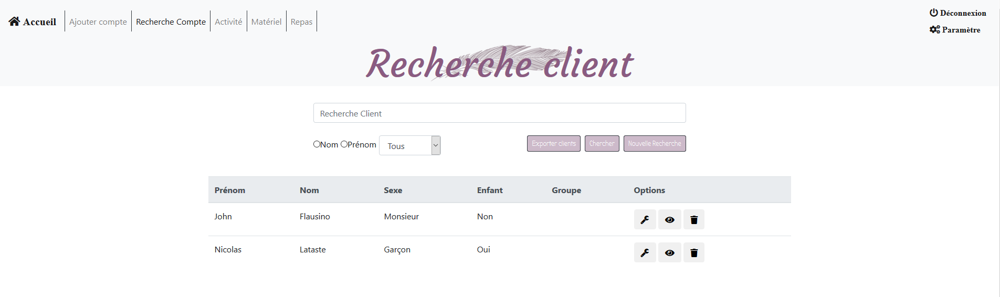 Accueil Ajouter compte Recherche Compte Activité Matériel Repas
Déconnexion
Paramètre
Recherche client
Recherche Client
Nom Prénom Tous Exporter clients Chercher Nouvelle Recherche
Prénom Nom Sexe Enfant Groupe Options
John Flausino Monsieur Non
Nicolas Lataste Garçon Oui